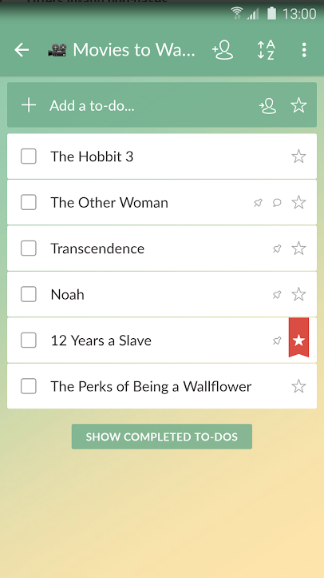 13:00
Movies to Wa...
Add a to-do...
The Hobbit 3
The Other Woman
Transcendence
Noah
12 Years a Slave
The Perks of Being a Wallflower
SHOW COMPLETED TO-DOS